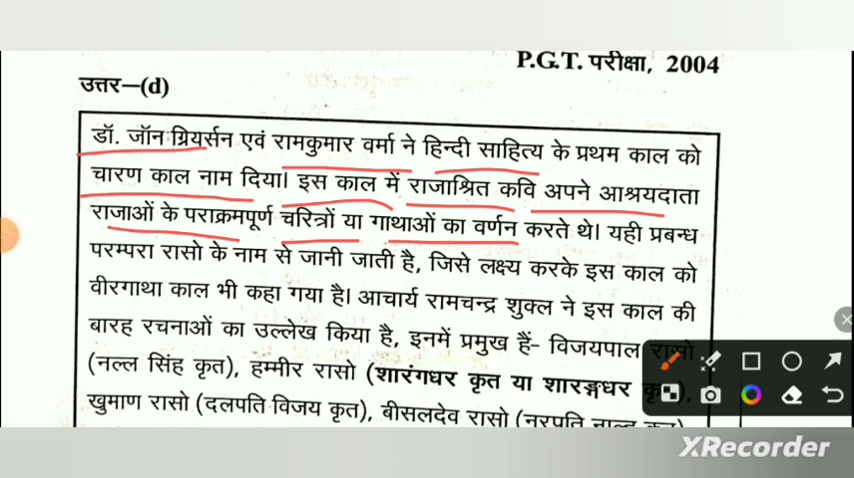 P.G.T. परीक्षा, 2004
उत्तर–(d)
डॉ. जॉन ग्रियर्सन एवं रामकुमार वर्मा ने हिन्दी साहित्य के प्रथम काल को
चारण काल नाम दिया। इस काल में राजाश्रित कवि अपने आश्रयदाता
राजाओं के पराक्रमपूर्ण चरित्रों या गाथाओं का वर्णन करते थे। यही प्रबन्ध
परम्परा रासो के नाम से जानी जाती है, जिसे लक्ष्य करके इस काल को
वीरगाथा काल भी कहा गया है। आचार्य रामचन्द्र शुक्ल ने इस काल की
बारह रचनाओं का उल्लेख किया है, इनमें प्रमुख हैं– विजयपाल रासो
(नल्ल सिंह कृत), हम्मीर रासो (शारंगधर कृत या शारङ्गधर कृत),
खुमाण रासो (दलपति विजय कृत), बीसलदेव रासो (नरपति नाल्ह कृत)
XRecorder